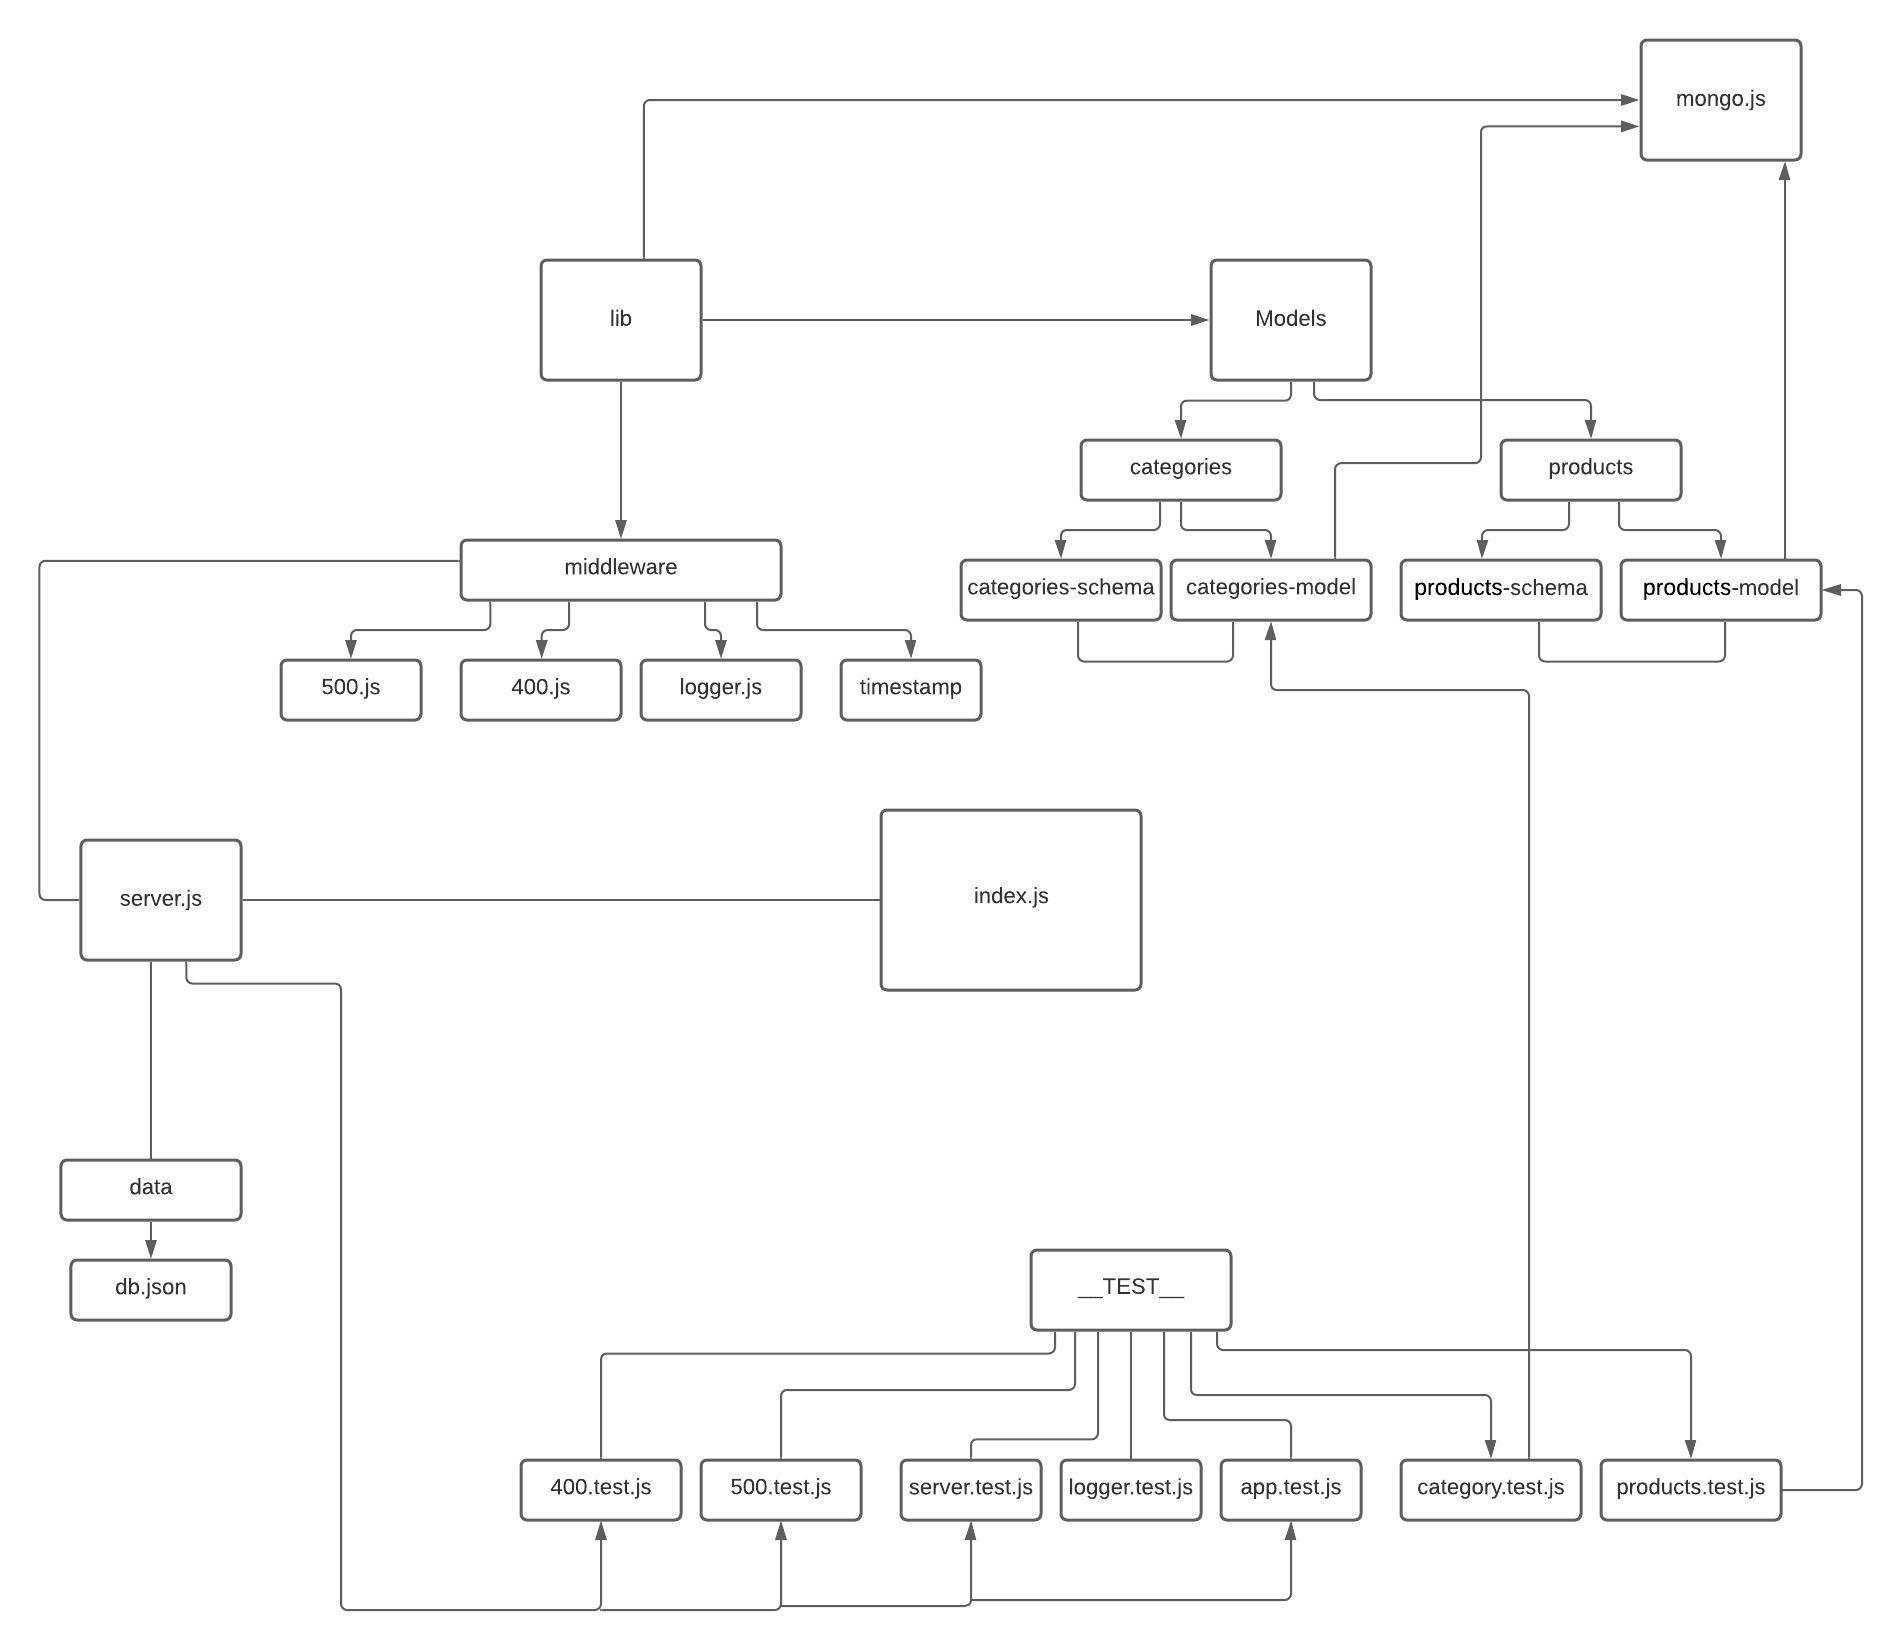 mongo.js
lib
Models
categories
products
middleware
categories-schema
categories-model
products-schema
products-model
500.js
400.js
logger.js
timestamp
server.js
index.js
data
db.json
__TEST__
400.test.js
500.test.js
server.test.js
logger.test.js
app.test.js
category.test.js
products.test.js